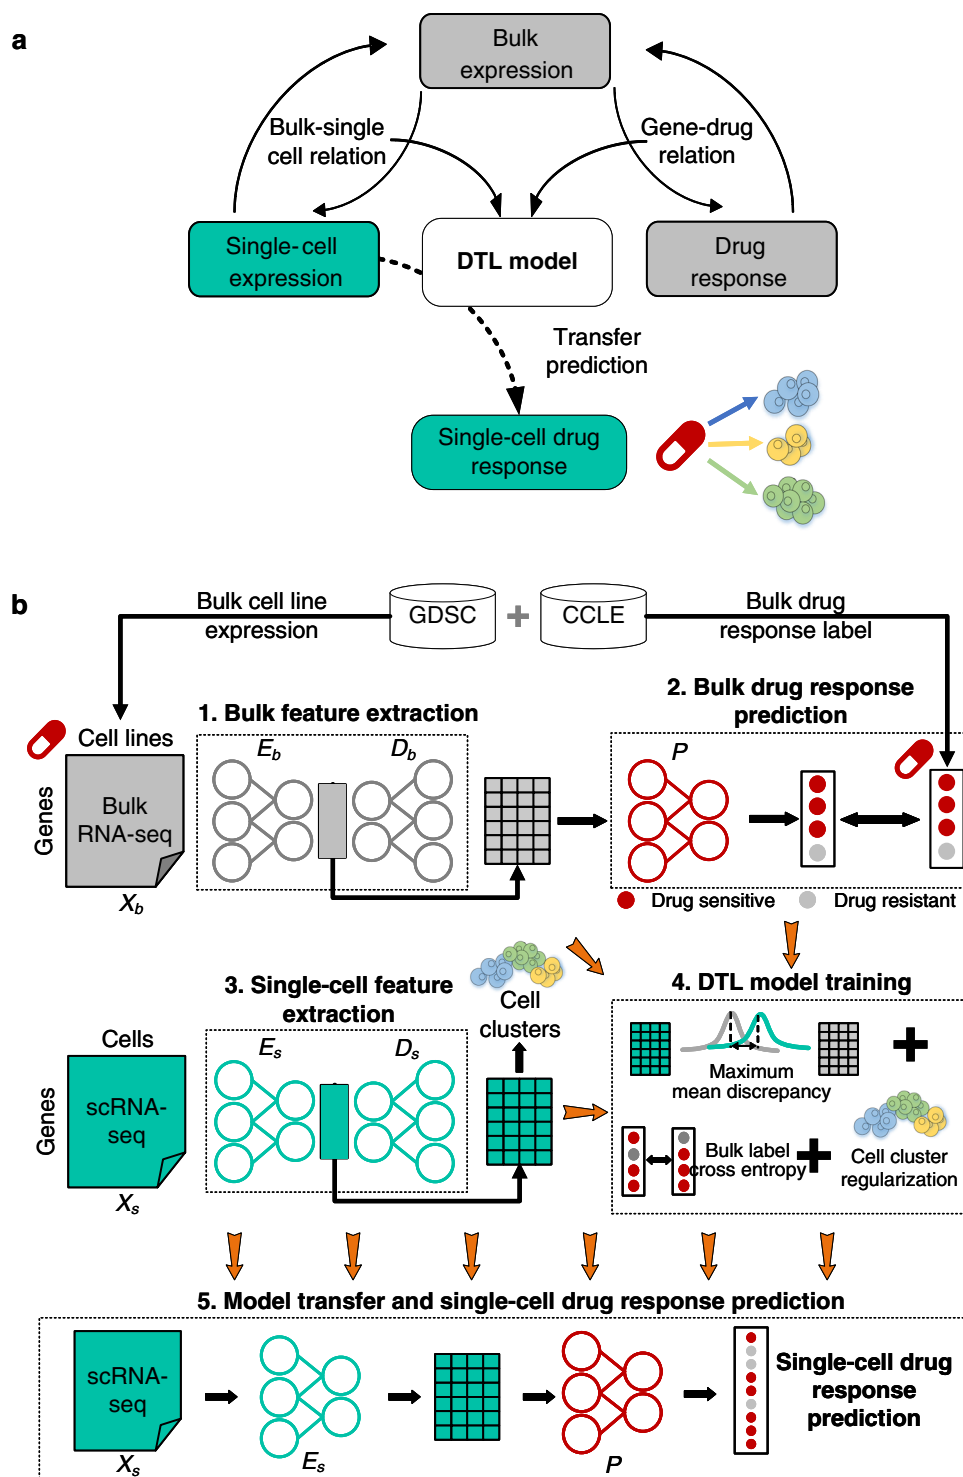 a
Bulk
expression
Bulk-single
cell relation
Gene-drug
relation
Single-cell
expression
DTL model
Drug
response
Transfer
prediction
Single-cell drug
response
b
Bulk cell line
expression
GDSC
+
CCLE
Bulk drug
response label
1. Bulk feature extraction
2. Bulk drug response
prediction
Cell lines
Genes
Bulk
RNA-seq
Xb
Eb
Db
P
Drug sensitive
Drug resistant
3. Single-cell feature
extraction
Cell
clusters
4. DTL model training
Cells
Genes
scRNA-
seq
Xs
Es
Ds
Maximum
mean discrepancy
+
Bulk label
cross entropy
+
Cell cluster
regularization
5. Model transfer and single-cell drug response prediction
scRNA-
seq
Xs
Es
P
Single-cell drug
response
prediction